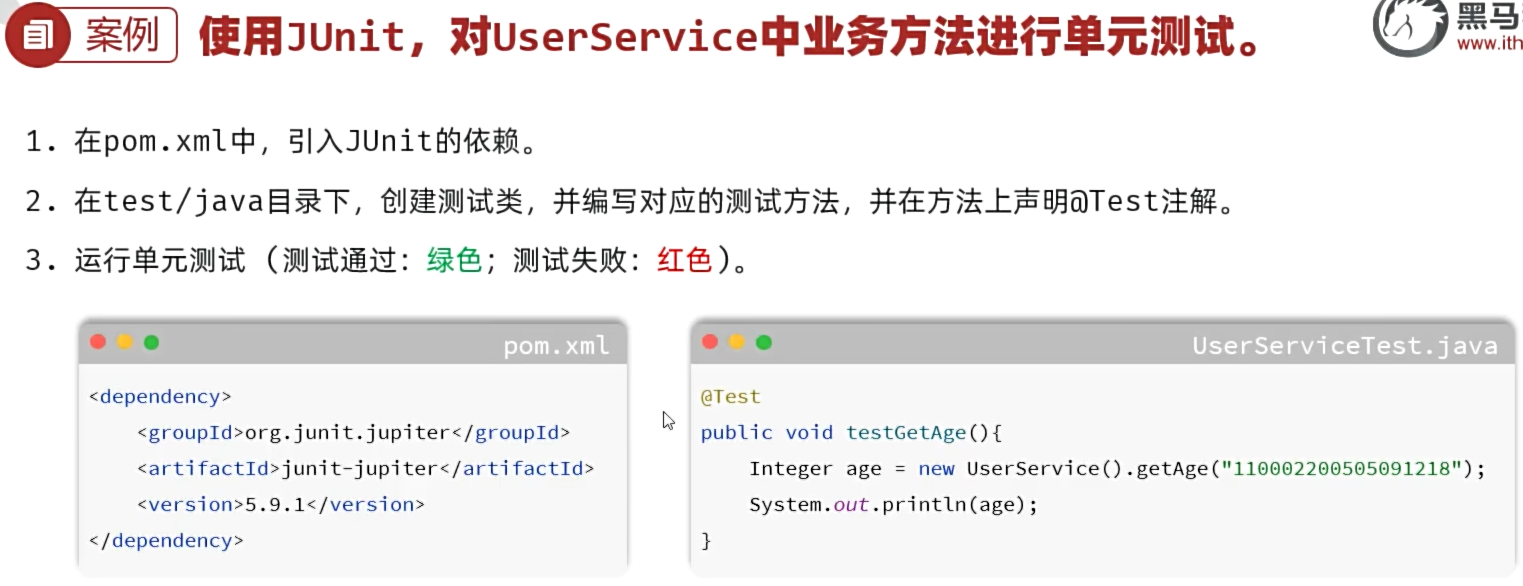 案例
使用JUnit，对UserService中业务方法进行单元测试。
黑马
www.ith
1. 在pom.xml中，引入JUnit的依赖。
2. 在test/java目录下，创建测试类，并编写对应的测试方法，并在方法上声明@Test注解。
3. 运行单元测试（测试通过：绿色；测试失败：红色）。
pom.xml
<dependency>
    <groupId>org.junit.jupiter</groupId>
    <artifactId>junit-jupiter</artifactId>
    <version>5.9.1</version>
</dependency>
UserServiceTest.java
@Test
public void testGetAge(){
    Integer age = new UserService().getAge("110002200505091218");
    System.out.println(age);
}